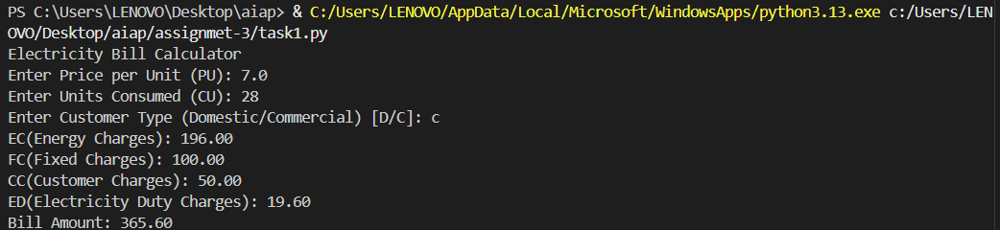 PS C:\Users\LENOVO\Desktop\aiap> & C:/Users/LENOVO/AppData/Local/Microsoft/WindowsApps/python3.13.exe c:/Users/LEN
OVO/Desktop/aiap/assignmet-3/task1.py
Electricity Bill Calculator
Enter Price per Unit (PU): 7.0
Enter Units Consumed (CU): 28
Enter Customer Type (Domestic/Commercial) [D/C]: c
EC(Energy Charges): 196.00
FC(Fixed Charges): 100.00
CC(Customer Charges): 50.00
ED(Electricity Duty Charges): 19.60
Bill Amount: 365.60